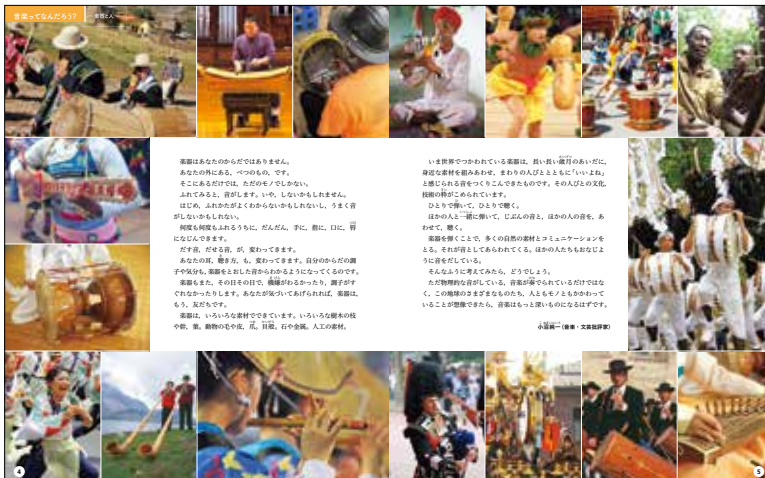 音楽ってなんだろう？
楽器と人
楽器はあなたのからだではありません。
あなたの外にある、べつのもの、です。
そこにあるだけでは、ただのモノでしかない。
ふれてみると、音がします。いや、しないかもしれません。
はじめ、ふれかたがよくわからないかもしれないし、うまく音
がしないかもしれない。
何度も何度もふれるうちに、だんだん、手に、指に、口に、唇
になじんできます。
だす音、だせる音、が、変わってきます。
あなたの耳、聴き方、も、変わってきます。自分のからだの調
子や気分も、楽器をとおした音からわかるようになってくるのです。
楽器もまた、その日その日で、機嫌がわるかったり、調子がす
ぐれなかったりします。あなたが気づいてあげられれば、楽器は、
もう、友だちです。
楽器は、いろいろな素材でできています。いろいろな樹木の枝
や幹、葉。動物の毛や皮、爪。貝殻。石や金属。人工の素材。
いま世界でつかわれている楽器は、長い長い歳月のあいだに、
身近な素材を組みあわせ、まわりの人びととともに「いいよね」
と感じられる音をつくりこんできたものです。その人びとの文化、
技術の粋がこめられています。
ひとりで弾いて、ひとりで聴く。
ほかの人と一緒に弾いて、じぶんの音と、ほかの人の音を、あ
わせて、聴く。
楽器を弾くことで、多くの自然の素材とコミュニケーションを
とる。それが音としてあらわれてくる。ほかの人たちもおなじよ
うに音をだしている。
そんなふうに考えてみたら、どうでしょう。
ただ物理的な音がしている、音楽が奏でられているだけではな
く、この地球のさまざまなものたち、人ともモノともかかわって
いることが想像できたら、音楽はもっと深いものになるはずです。
小沼純一（音楽・文芸批評家）
4
5